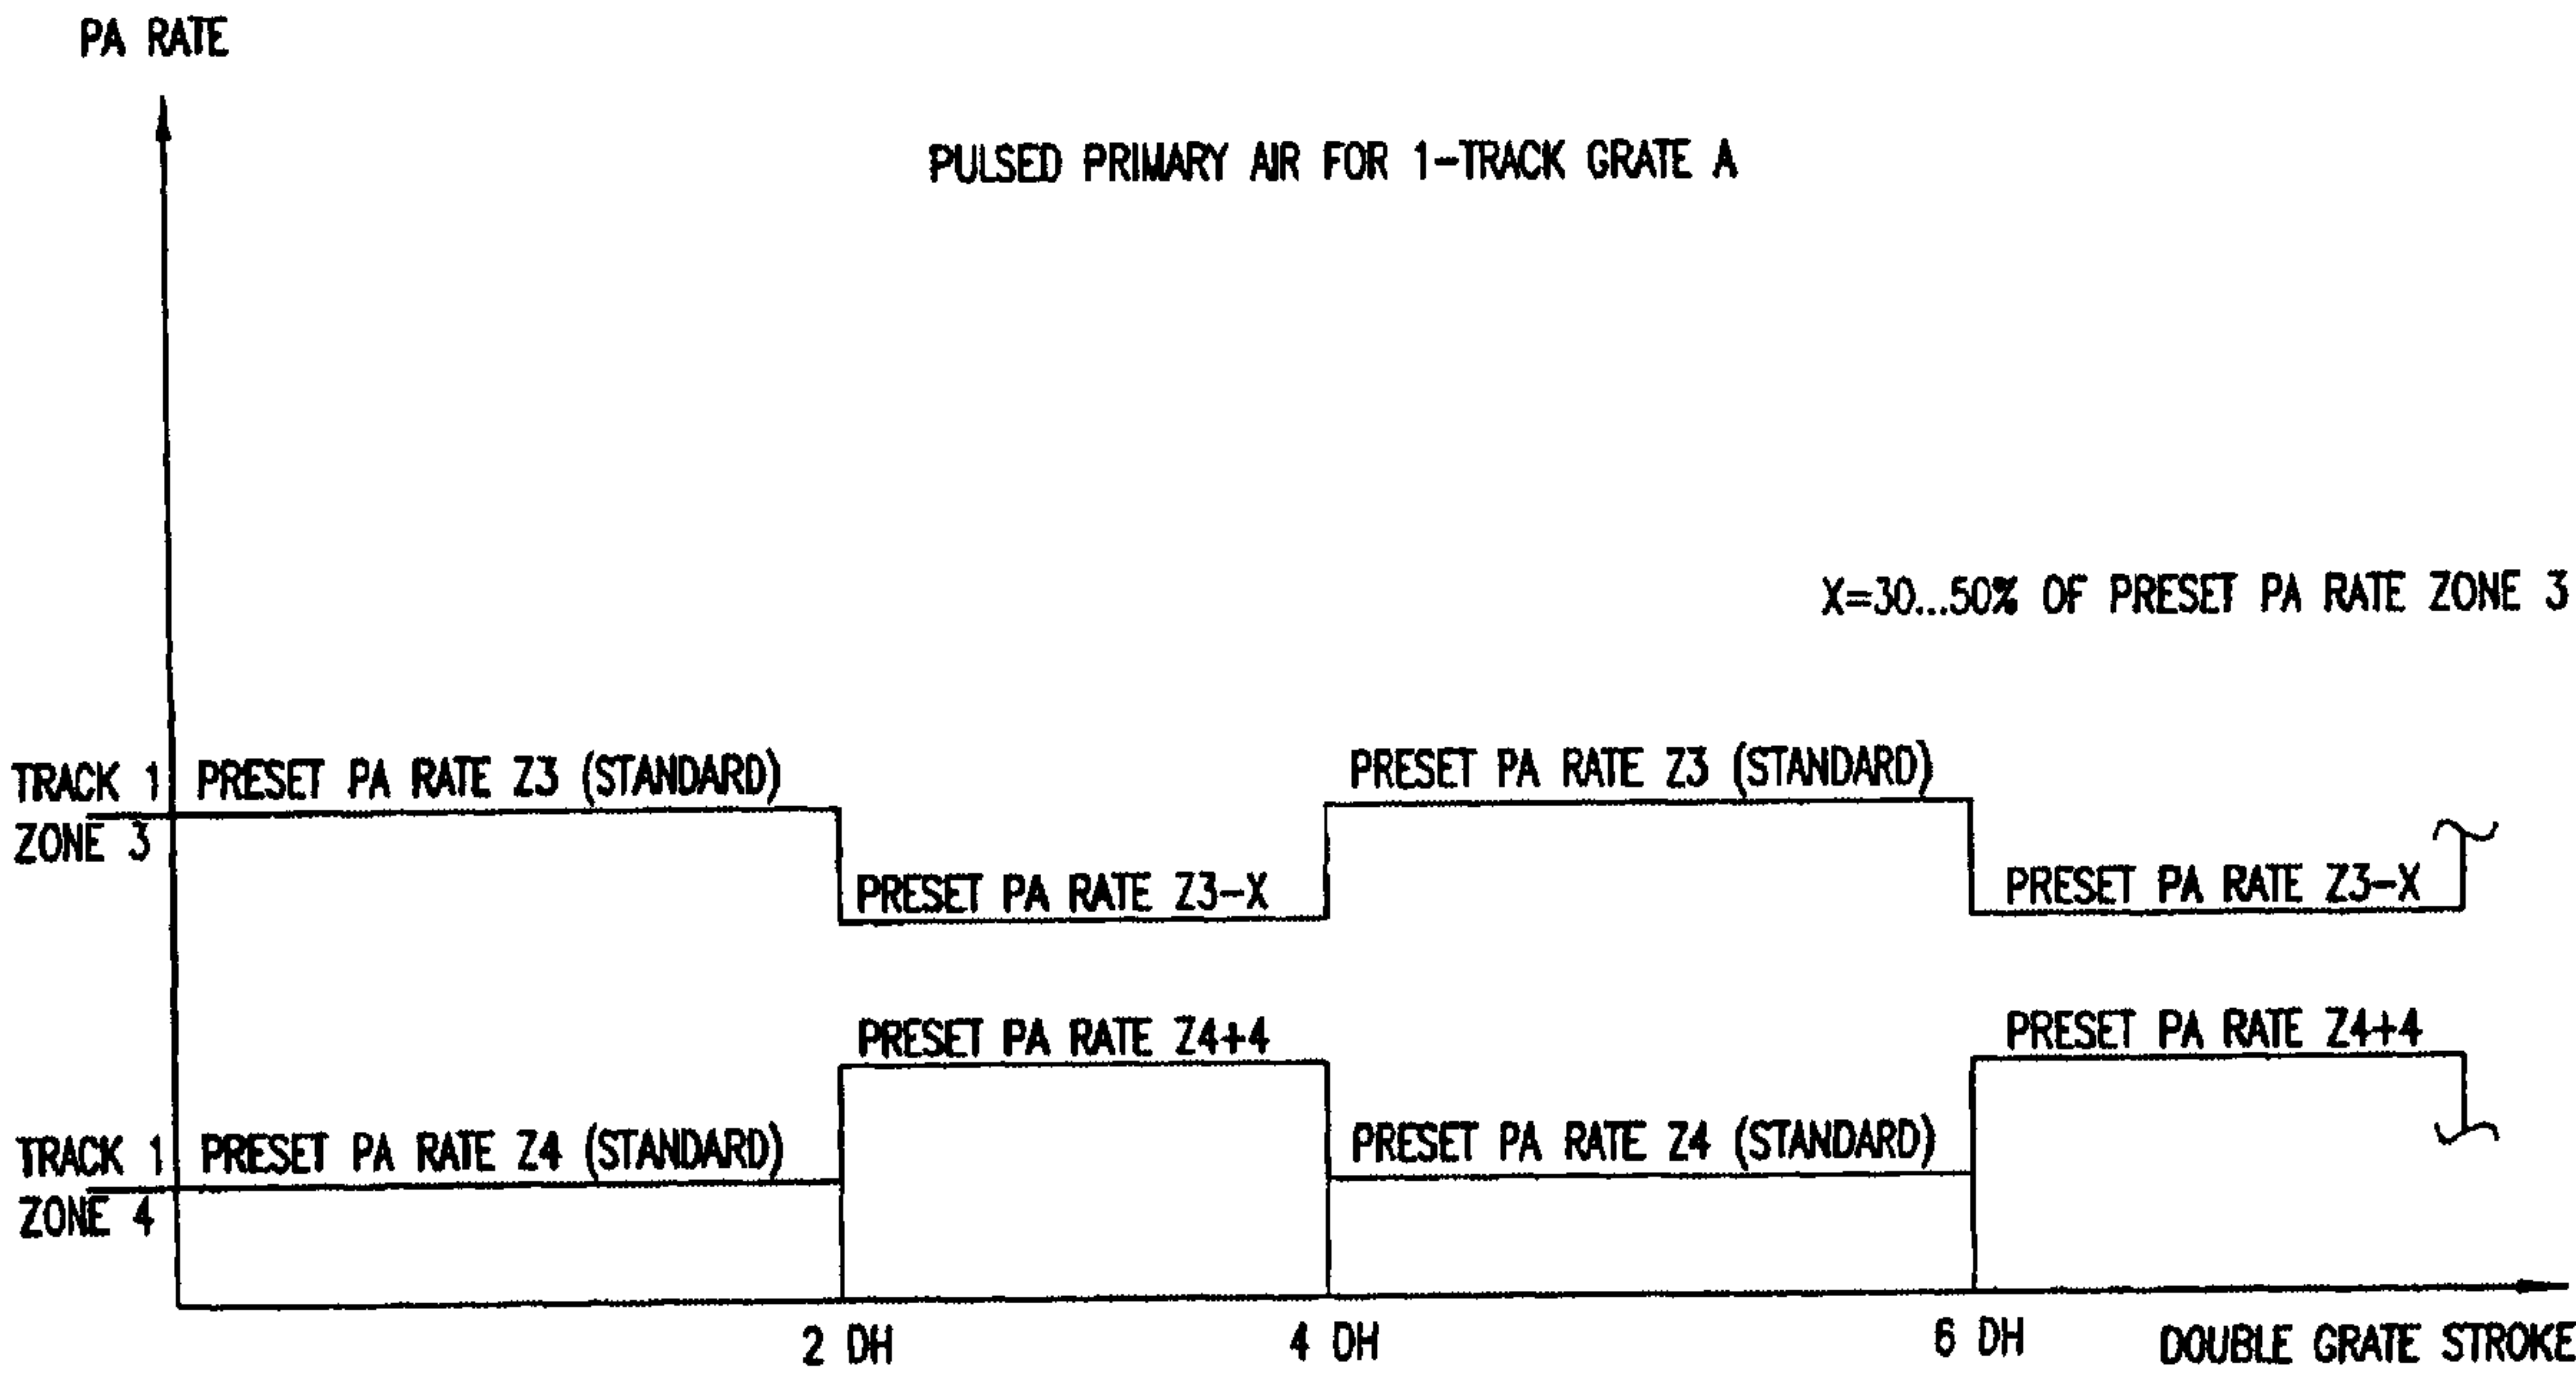 PA RATE
PULSED PRIMARY AIR FOR 1-TRACK GRATE A
X=30...50% OF PRESET PA RATE ZONE 3
TRACK 1
ZONE 3
PRESET PA RATE Z3 (STANDARD)
PRESET PA RATE Z3-X
PRESET PA RATE Z3 (STANDARD)
PRESET PA RATE Z3-X
TRACK 1
ZONE 4
PRESET PA RATE Z4 (STANDARD)
PRESET PA RATE Z4+4
PRESET PA RATE Z4 (STANDARD)
PRESET PA RATE Z4+4
2 DH
4 DH
6 DH
DOUBLE GRATE STROKE